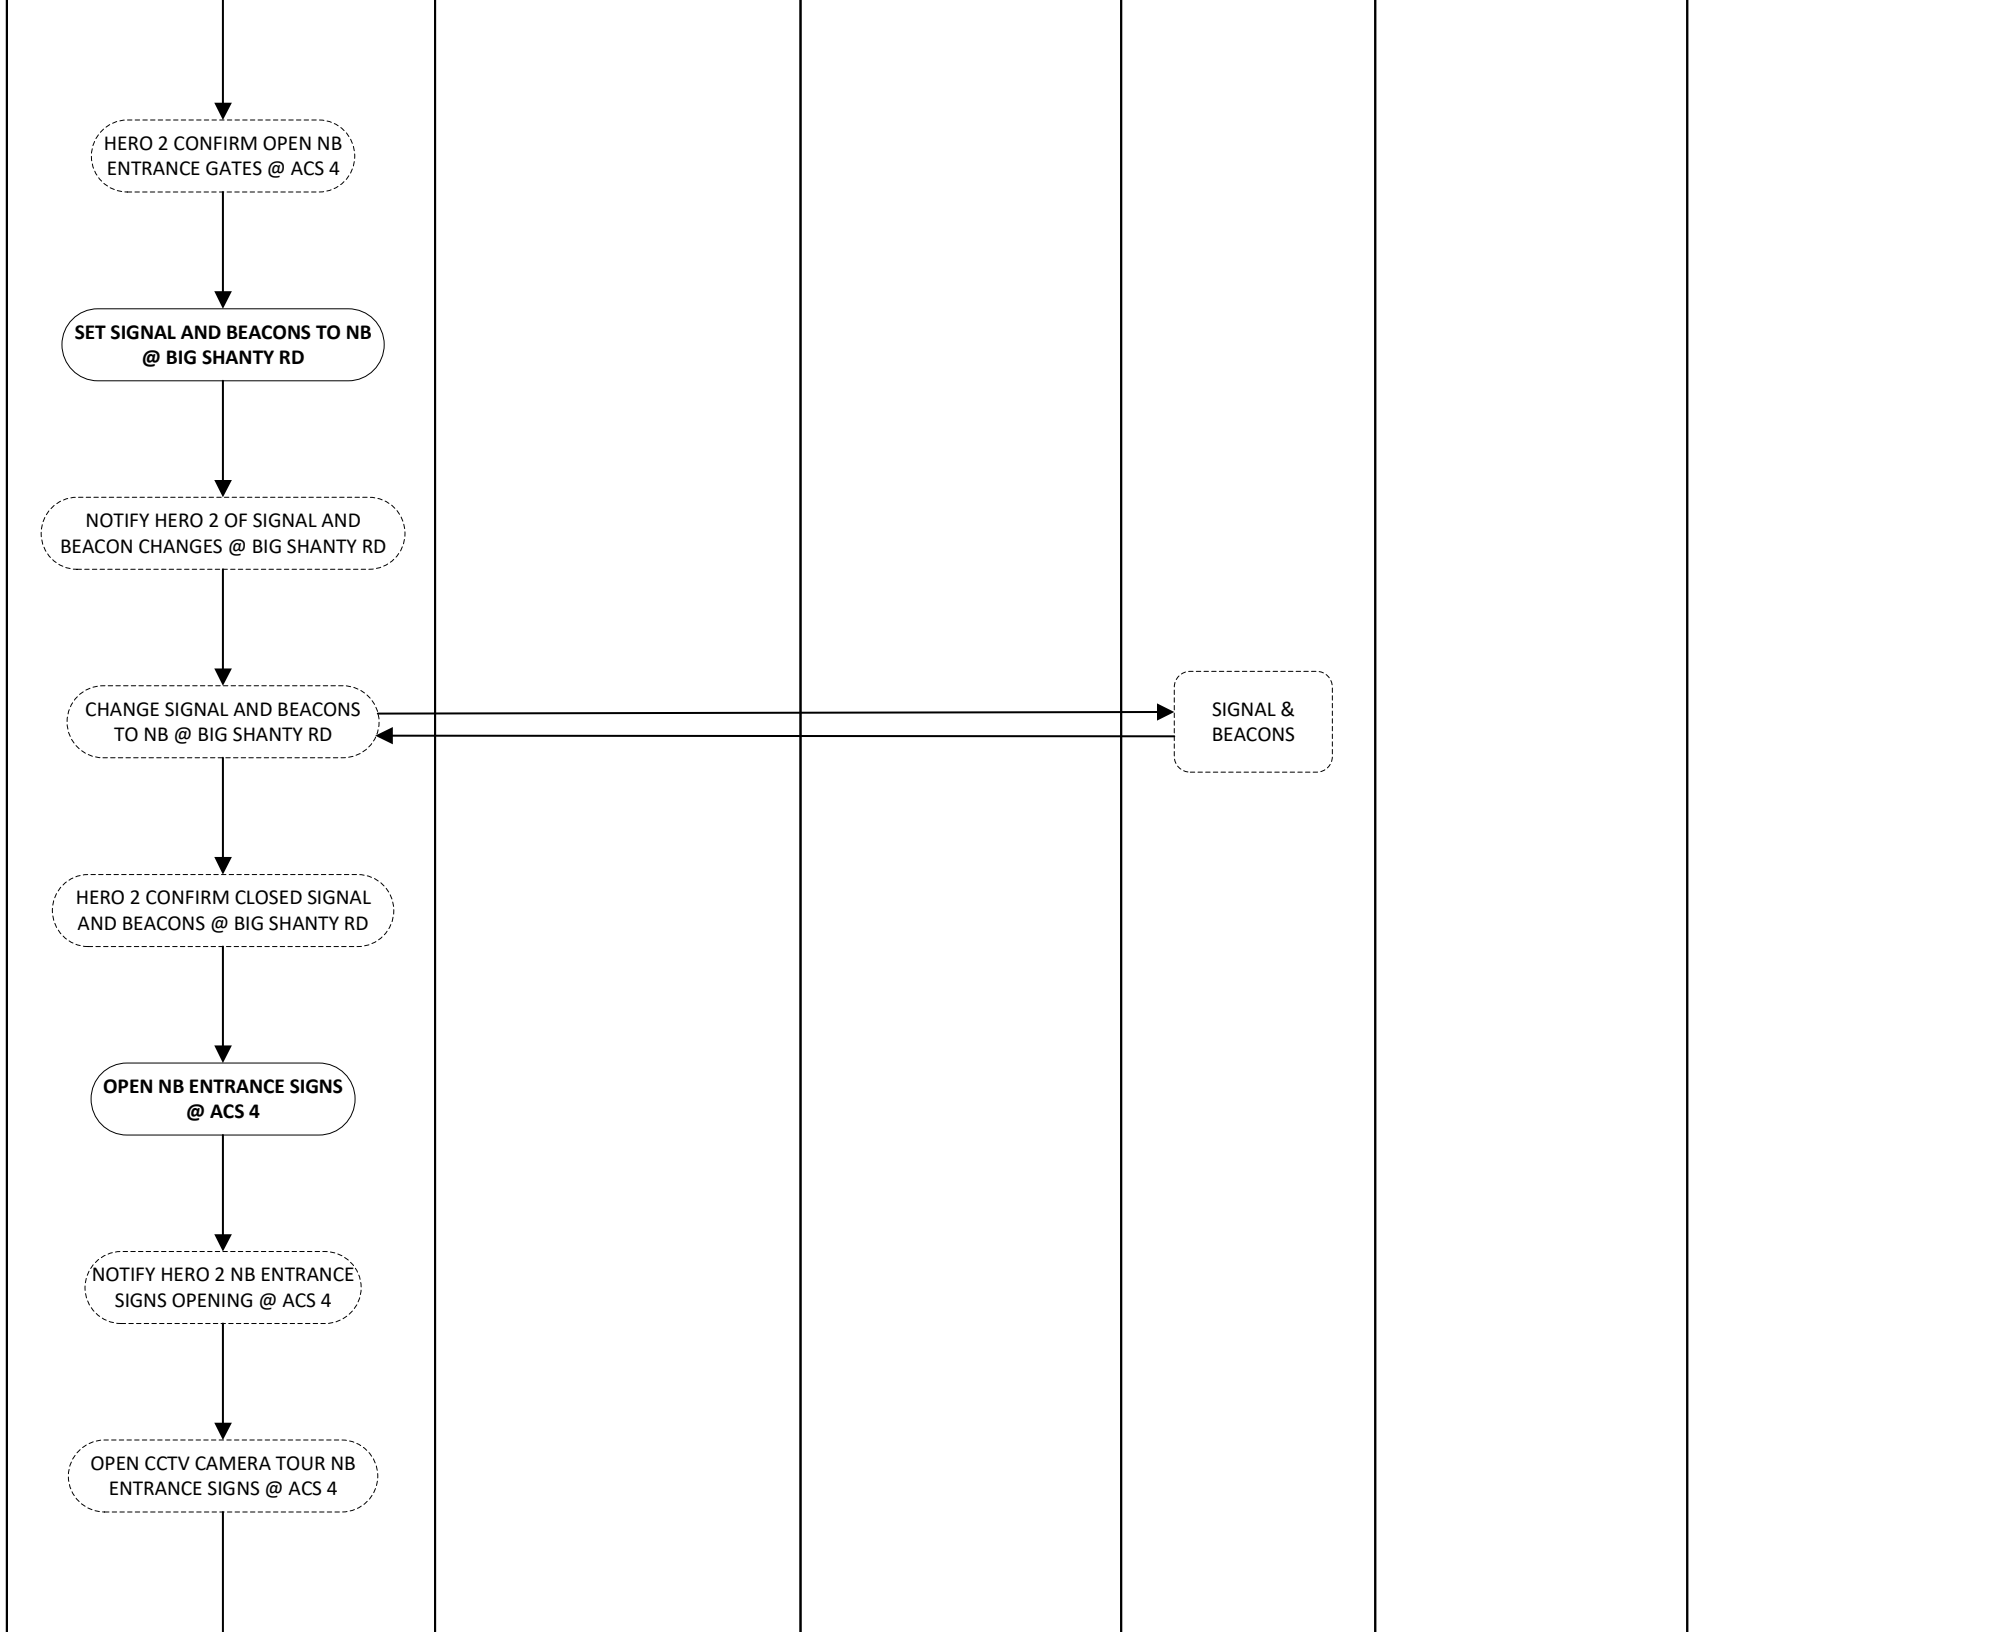 HERO 2 CONFIRM OPEN NB
ENTRANCE GATES @ ACS 4
SET SIGNAL AND BEACONS TO NB
@ BIG SHANTY RD
NOTIFY HERO 2 OF SIGNAL AND
BEACON CHANGES @ BIG SHANTY RD
CHANGE SIGNAL AND BEACONS
TO NB @ BIG SHANTY RD
SIGNAL &
BEACONS
HERO 2 CONFIRM CLOSED SIGNAL
AND BEACONS @ BIG SHANTY RD
OPEN NB ENTRANCE SIGNS
@ ACS 4
NOTIFY HERO 2 NB ENTRANCE
SIGNS OPENING @ ACS 4
OPEN CCTV CAMERA TOUR NB
ENTRANCE SIGNS @ ACS 4